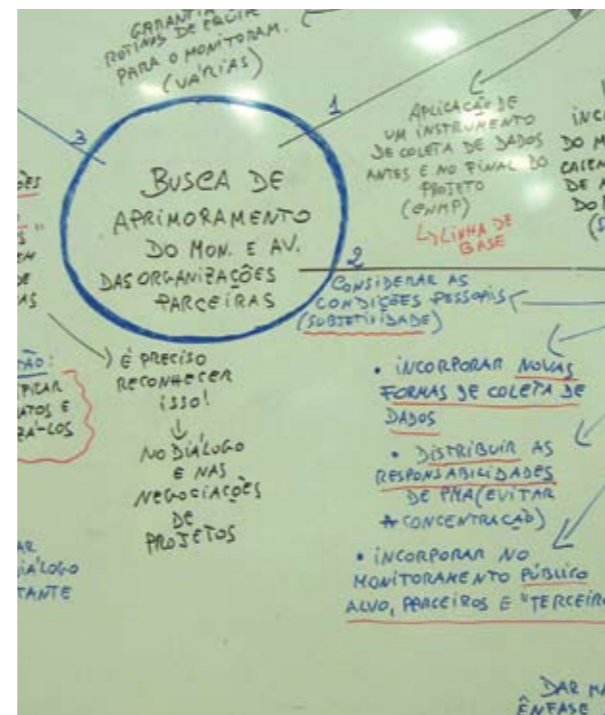 GARANTIA
ROTINAS DE EQUIPE
PARA O MONITORAM.
(VÁRIAS)
1
3
2
BUSCA DE
APRIMORAMENTO
DO MON. E AV.
DAS ORGANIZAÇÕES
PARCEIRAS
APLICAÇÃO DE
UM INSTRUMENTO
DE COLETA DE DADOS
ANTES E NO FINAL DO
PROJETO
(ENMP)
↳ LINHA DE
BASE
CONSIDERAR AS
CONDIÇÕES PESSOAIS
(SUBJETIVIDADE)
É PRECISO
RECONHECER
ISSO!
↓
NO DIÁLOGO
E NAS
NEGOCIAÇÕES
DE
PROJETOS
• INCORPORAR NOVAS
FORMAS DE COLETA DE
DADOS
• DISTRIBUIR AS
RESPONSABILIDADES
DE PMA (EVITAR
A CONCENTRAÇÃO)
• INCORPORAR NO
MONITORAMENTO PÚBLICO
ALVO, PARCEIROS E "TERCEIRO
DAR MA
ÊNFASE